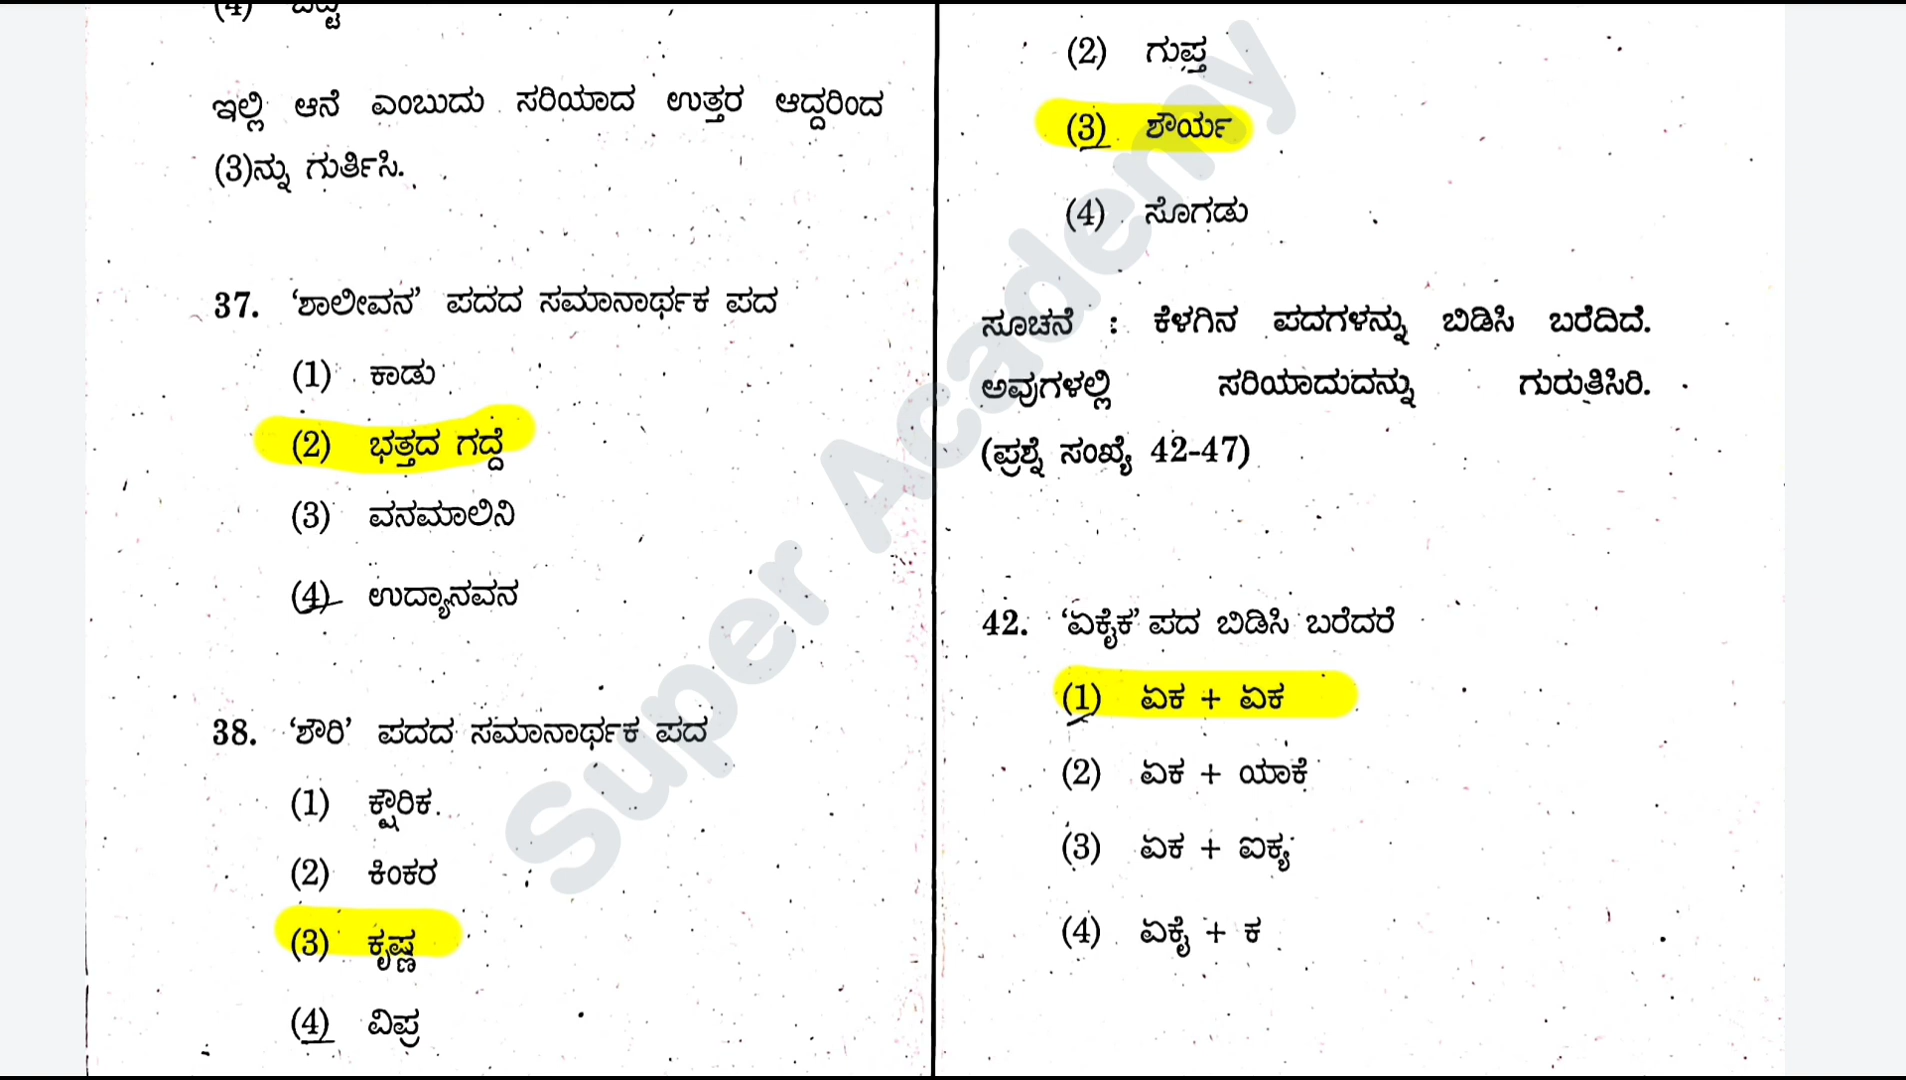 (4) ಬೆಟ್ಟ
ಇಲ್ಲಿ ಆನೆ ಎಂಬುದು ಸರಿಯಾದ ಉತ್ತರ ಆದ್ದರಿಂದ
(3)ನ್ನು ಗುರ್ತಿಸಿ.
37. ‘ಶಾಲೀವನ’ ಪದದ ಸಮಾನಾರ್ಥಕ ಪದ
(1) ಕಾಡು
(2) ಭತ್ತದ ಗದ್ದೆ
(3) ವನಮಾಲಿನಿ
(4) ಉದ್ಯಾನವನ
38. ‘ಶೌರಿ’ ಪದದ ಸಮಾನಾರ್ಥಕ ಪದ
(1) ಕ್ಷೌರಿಕ
(2) ಕಿಂಕರ
(3) ಕೃಷ್ಣ
(4) ವಿಪ್ರ
(2) ಗುಪ್ತ
(3) ಶೌರ್ಯ
(4) ಸೊಗಡು
ಸೂಚನೆ : ಕೆಳಗಿನ ಪದಗಳನ್ನು ಬಿಡಿಸಿ ಬರೆದಿದೆ.
ಅವುಗಳಲ್ಲಿ ಸರಿಯಾದುದನ್ನು ಗುರುತಿಸಿರಿ.
(ಪ್ರಶ್ನೆ ಸಂಖ್ಯೆ 42-47)
42. ‘ಏಕೈಕ’ ಪದ ಬಿಡಿಸಿ ಬರೆದರೆ
(1) ಏಕ + ಏಕ
(2) ಏಕ + ಯಾಕೆ
(3) ಏಕ + ಐಕ್ಯ
(4) ಏಕೈ + ಕ
Super Academy